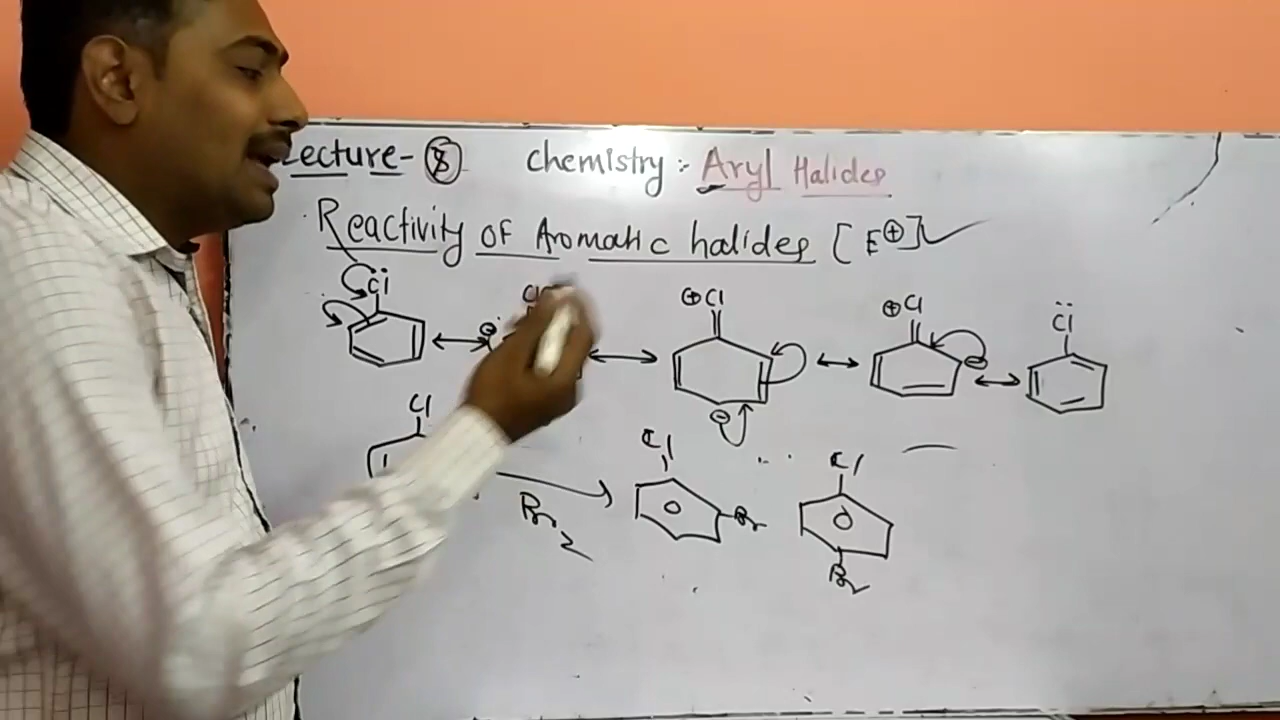 Lecture-⑧ Chemistry: Aryl Halides
Reactivity of Aromatic halides [E⊕]
Cl Cl ⊕Cl ⊕Cl Cl
⊖ ⊖ ⊖
Cl Cl Cl
Br2 Br
Br